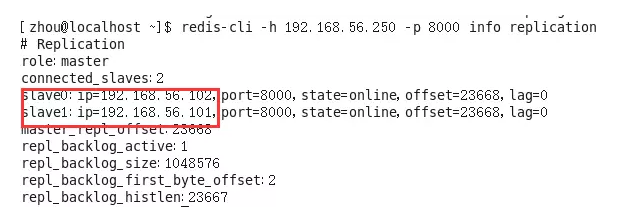 [zhou@localhost ~]$ redis-cli -h 192.168.56.250 -p 8000 info replication
# Replication
role:master
connected_slaves:2
slave0:ip=192.168.56.102,port=8000,state=online,offset=23668,lag=0
slave1:ip=192.168.56.101,port=8000,state=online,offset=23668,lag=0
master_repl_offset:23668
repl_backlog_active:1
repl_backlog_size:1048576
repl_backlog_first_byte_offset:2
repl_backlog_histlen:23667